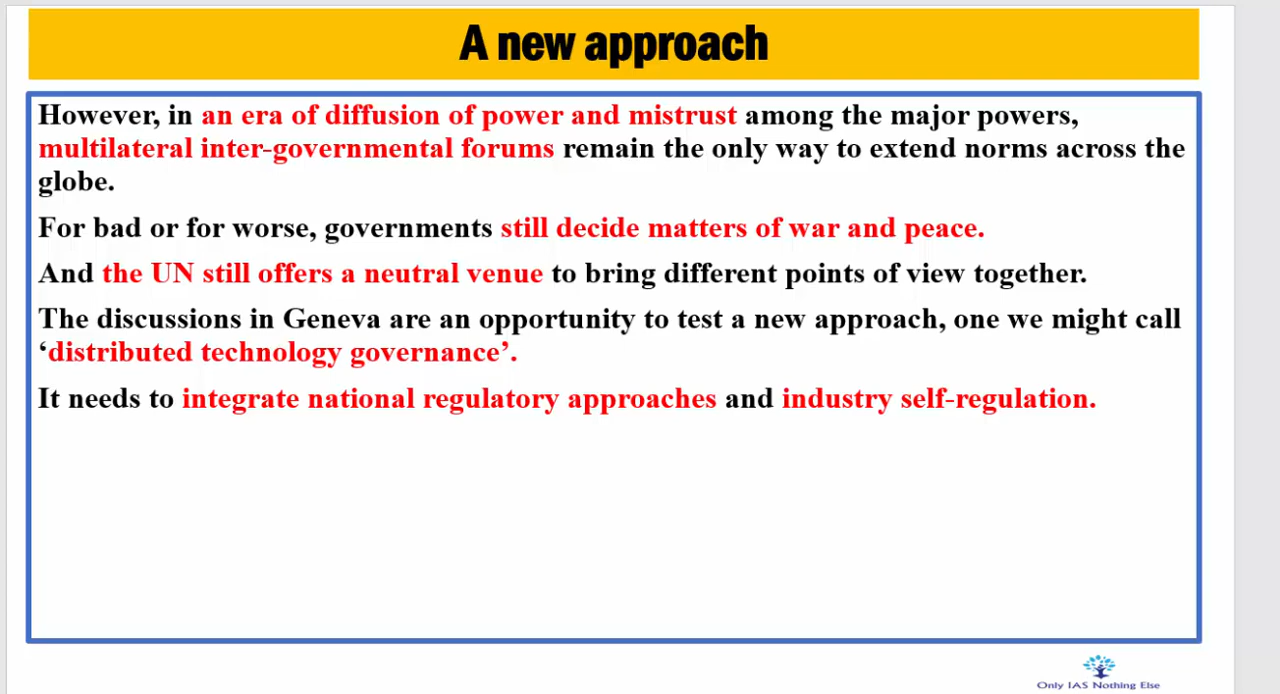 A new approach
However, in an era of diffusion of power and mistrust among the major powers,
multilateral inter-governmental forums remain the only way to extend norms across the
globe.
For bad or for worse, governments still decide matters of war and peace.
And the UN still offers a neutral venue to bring different points of view together.
The discussions in Geneva are an opportunity to test a new approach, one we might call
‘distributed technology governance’.
It needs to integrate national regulatory approaches and industry self-regulation.
Only IAS Nothing Else